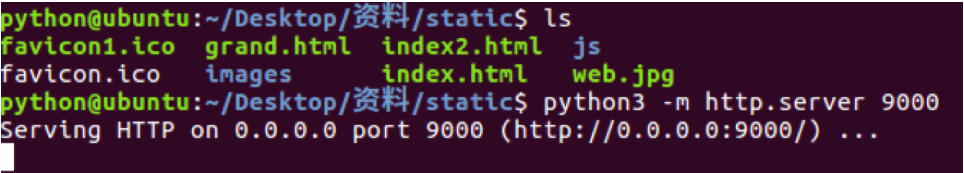 python@ubuntu:~/Desktop/资料/static$ ls
favicon1.ico grand.html index2.html js
favicon.ico images index.html web.jpg
python@ubuntu:~/Desktop/资料/static$ python3 -m http.server 9000
Serving HTTP on 0.0.0.0 port 9000 (http://0.0.0.0:9000/) ...